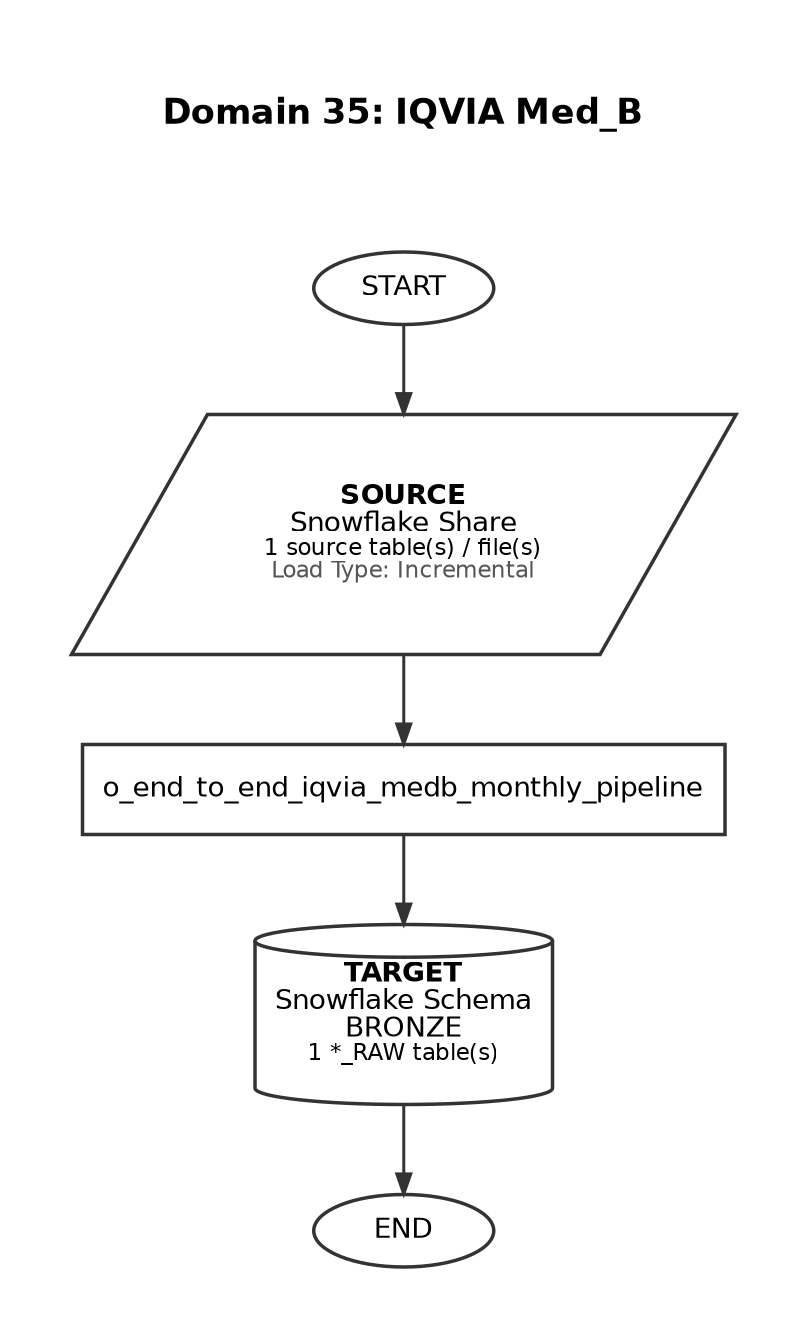 Domain 35: IQVIA Med_B
START
SOURCE
Snowflake Share
1 source table(s) / file(s)
Load Type: Incremental
o_end_to_end_iqvia_medb_monthly_pipeline
TARGET
Snowflake Schema
BRONZE
1 *_RAW table(s)
END